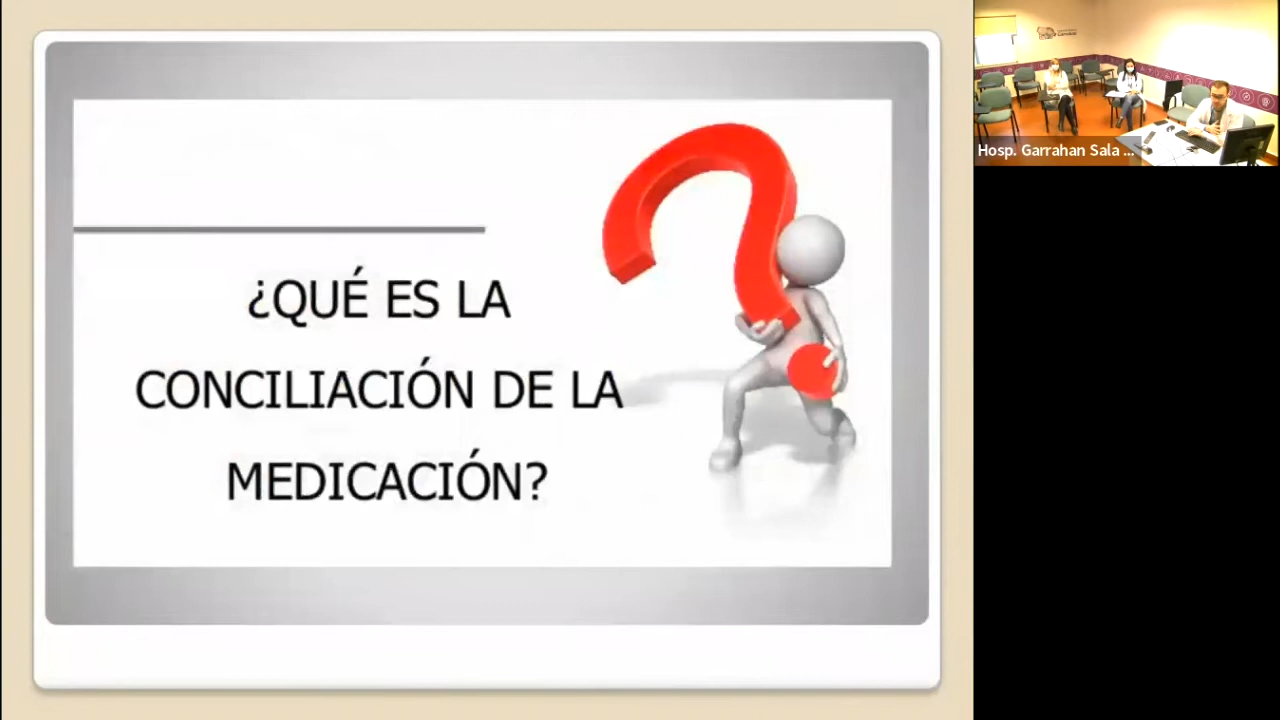 ¿QUÉ ES LA
CONCILIACIÓN DE LA
MEDICACIÓN?
Hosp. Garrahan Sala ...